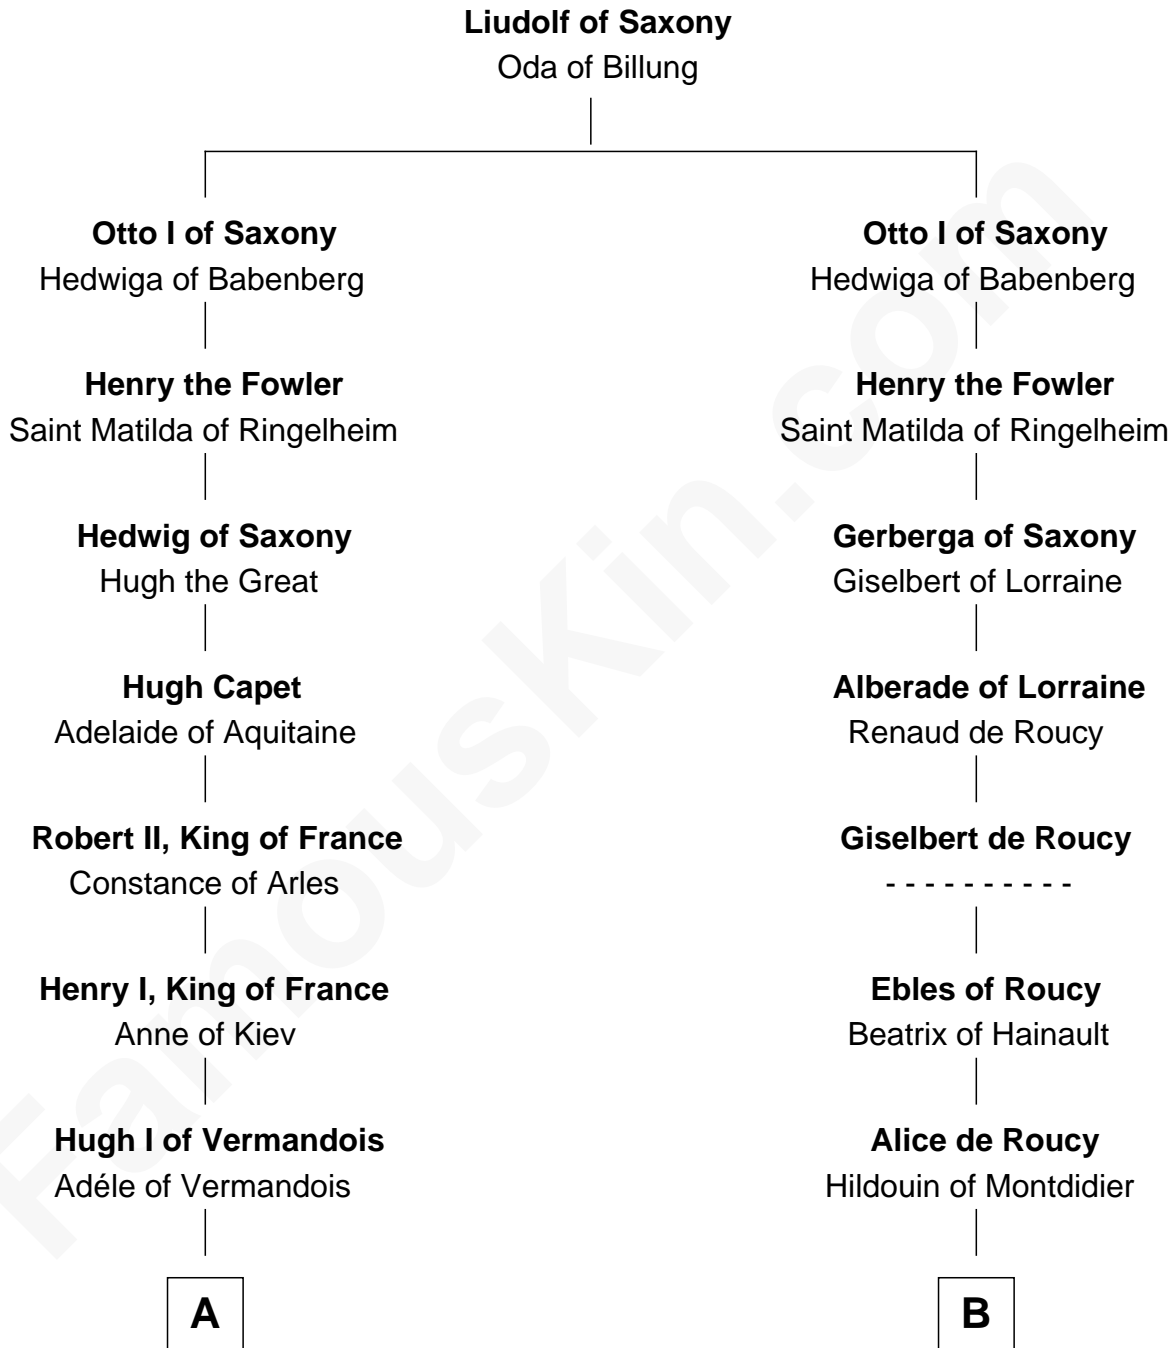 Liudolf of Saxony
Oda of Billung
Otto I of Saxony
Hedwiga of Babenberg
Henry the Fowler
Saint Matilda of Ringelheim
Hedwig of Saxony
Hugh the Great
Hugh Capet
Adelaide of Aquitaine
Robert II, King of France
Constance of Arles
Henry I, King of France
Anne of Kiev
Hugh I of Vermandois
Adéle of Vermandois
A
Otto I of Saxony
Hedwiga of Babenberg
Henry the Fowler
Saint Matilda of Ringelheim
Gerberga of Saxony
Giselbert of Lorraine
Alberade of Lorraine
Renaud de Roucy
Giselbert de Roucy
- - - - - - - - - -
Ebles of Roucy
Beatrix of Hainault
Alice de Roucy
Hildouin of Montdidier
B
FamousKin.com